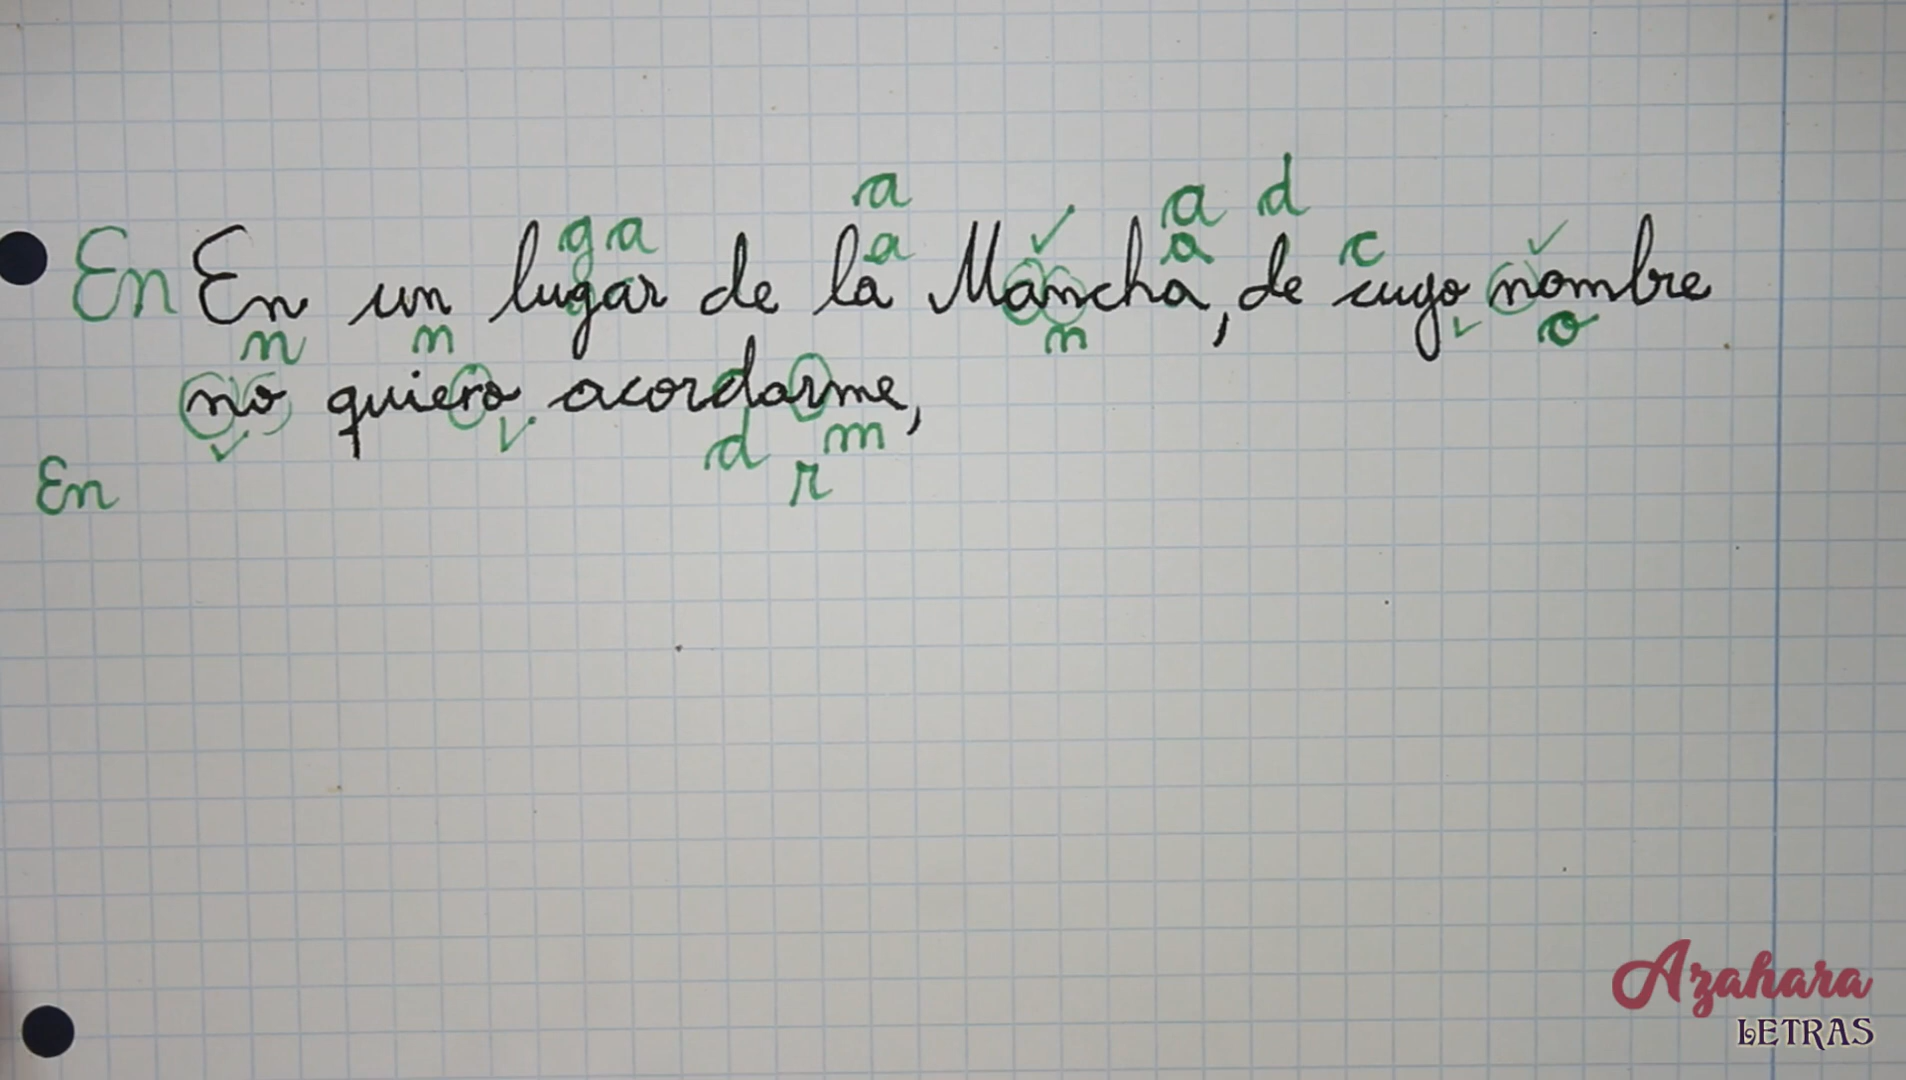 a a d
g a a a c
En En un lugar de la Mancha, de cuyo nombre
n n n o
no quiero acordarme,
d m
En r
Azahara
LETRAS